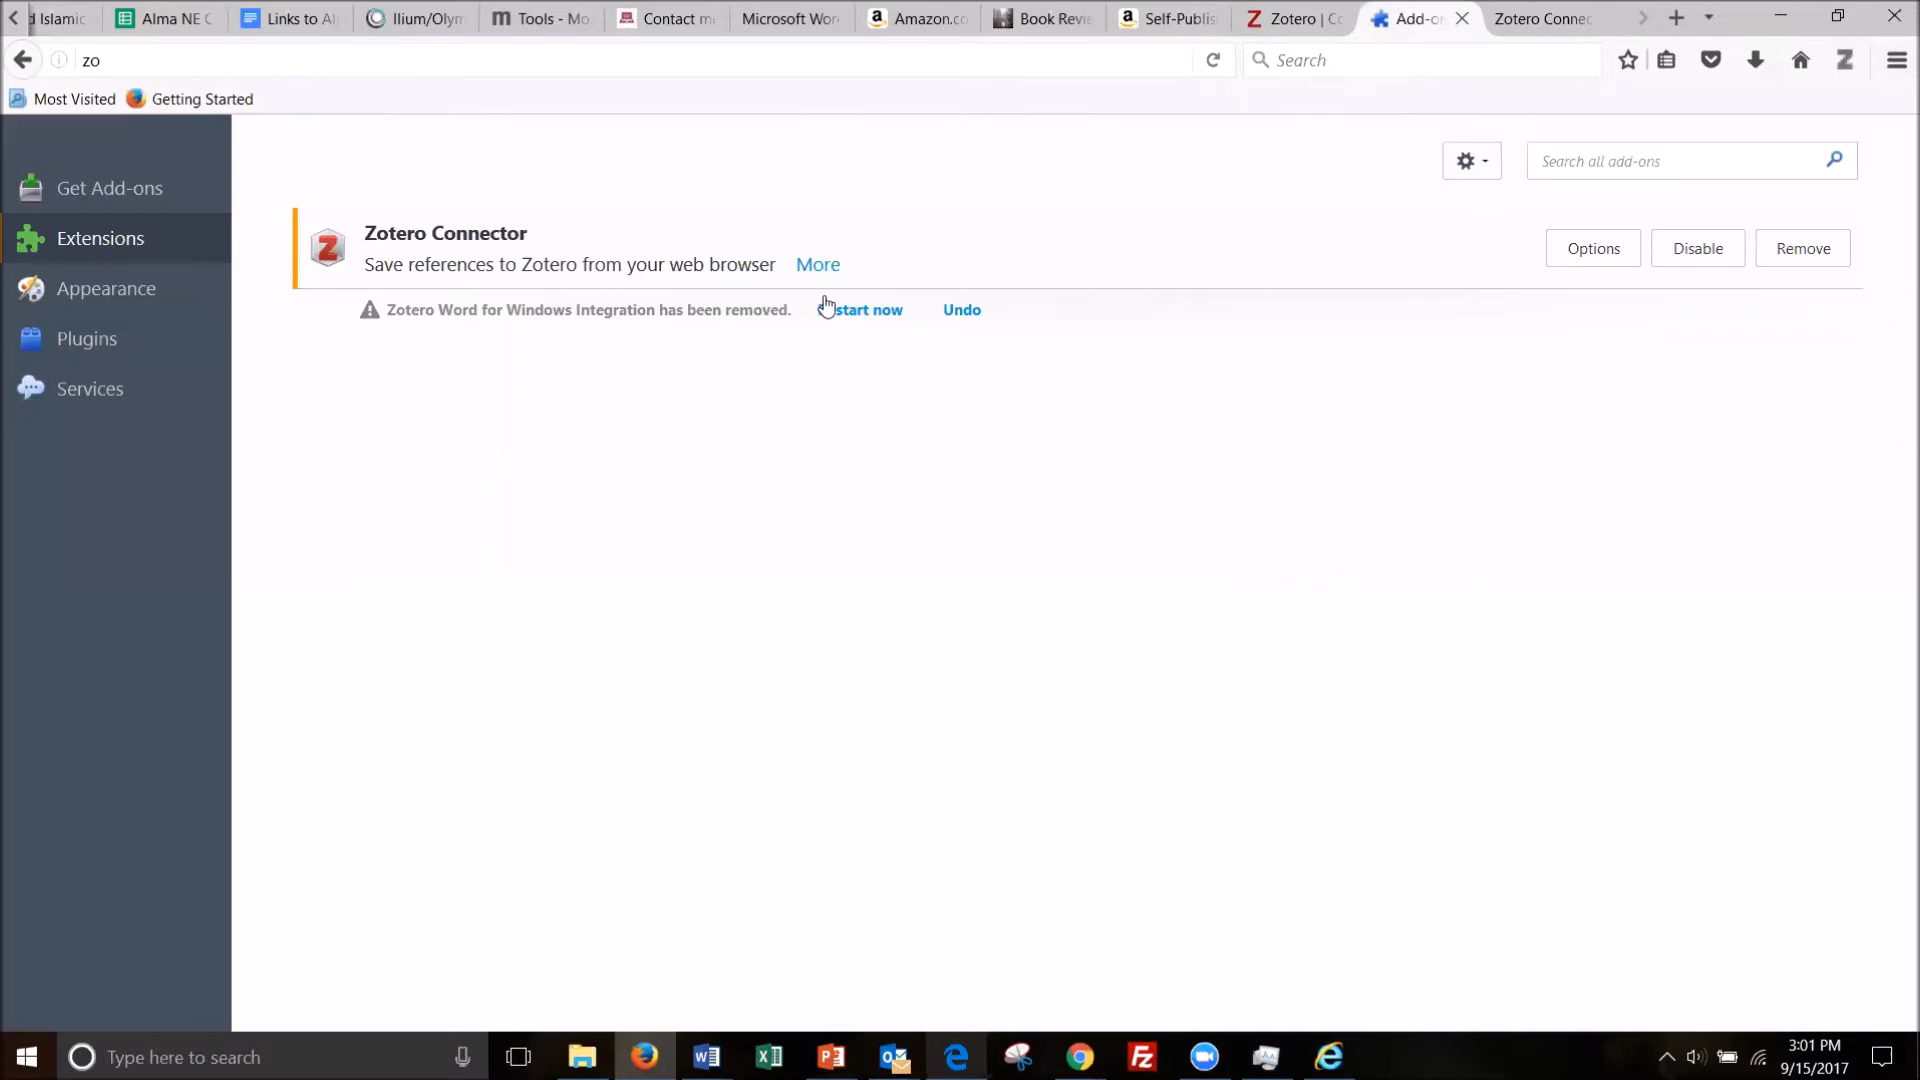 d Islamic
Alma NE C
Links to Al
Ilium/Olym
Tools - Mo
Contact m
Microsoft Wor
Amazon.co
Book Revie
Self-Publis
Zotero | Co
Add-o
Zotero Connec
zo
Search
Most Visited
Getting Started
Get Add-ons
Extensions
Appearance
Plugins
Services
Search all add-ons
Zotero Connector
Save references to Zotero from your web browser More
Options
Disable
Remove
Zotero Word for Windows Integration has been removed. start now Undo
Type here to search
3:01 PM
9/15/2017